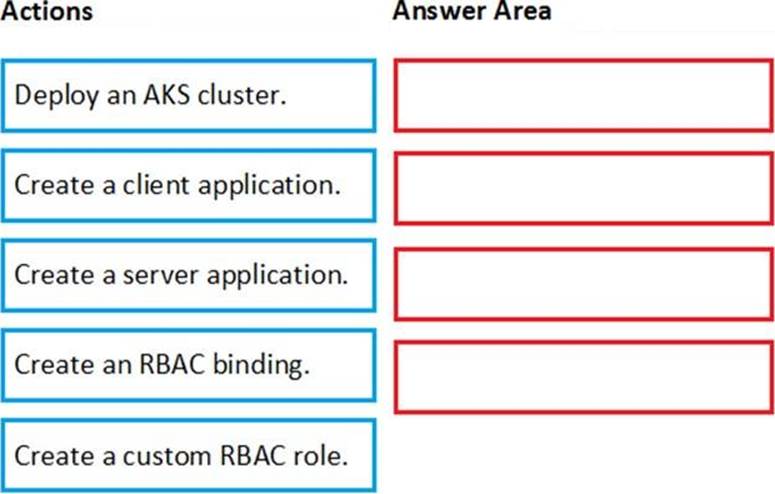 Actions
Answer Area
Deploy an AKS cluster.
Create a client application.
Create a server application.
Create an RBAC binding.
Create a custom RBAC role.